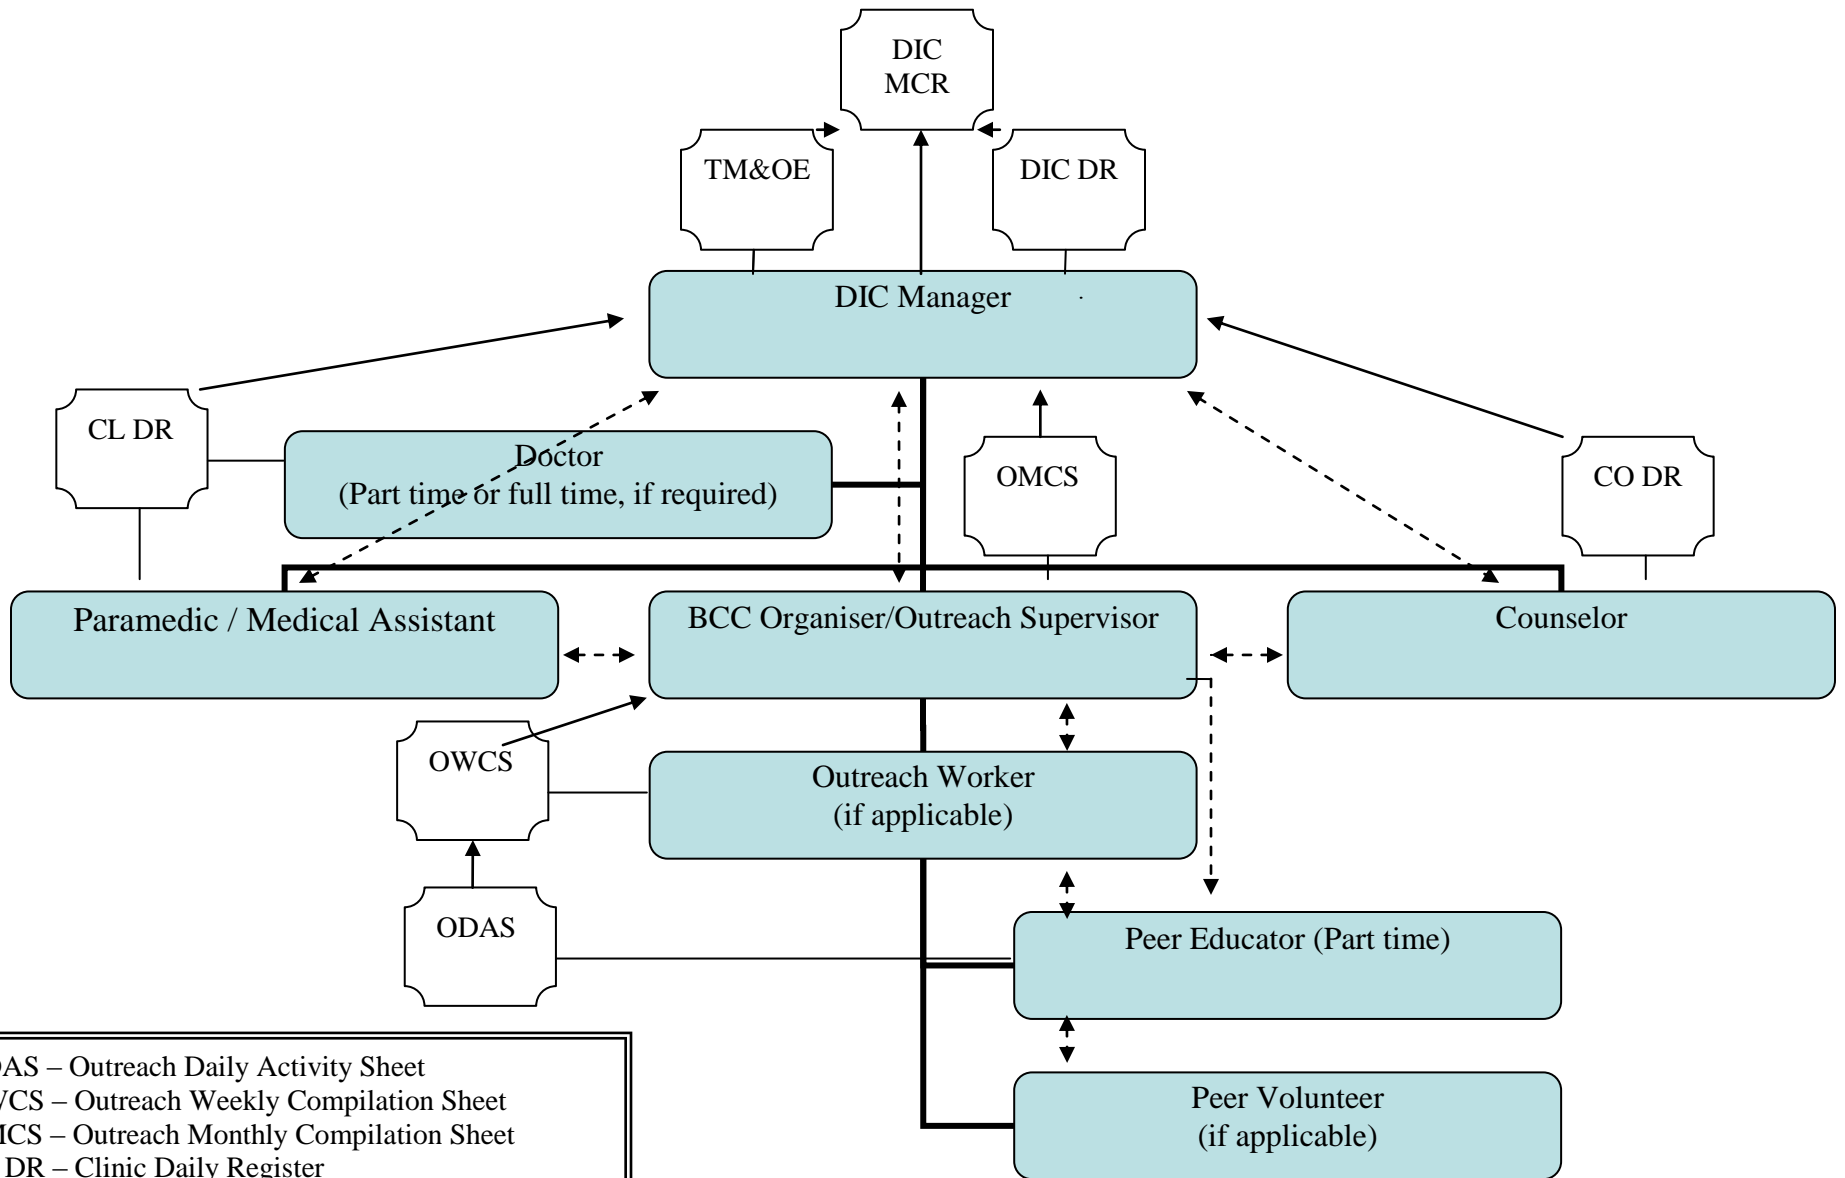 DIC
MCR
TM&OE
DIC DR
DIC Manager
CL DR
Doctor
(Part time or full time, if required)
OMCS
CO DR
Paramedic / Medical Assistant
BCC Organiser/Outreach Supervisor
Counselor
OWCS
Outreach Worker
(if applicable)
ODAS
Peer Educator (Part time)
Peer Volunteer
(if applicable)
– Outreach Daily Activity Sheet
– Outreach Weekly Compilation Sheet
– Outreach Monthly Compilation Sheet
DR – Clinic Daily Register